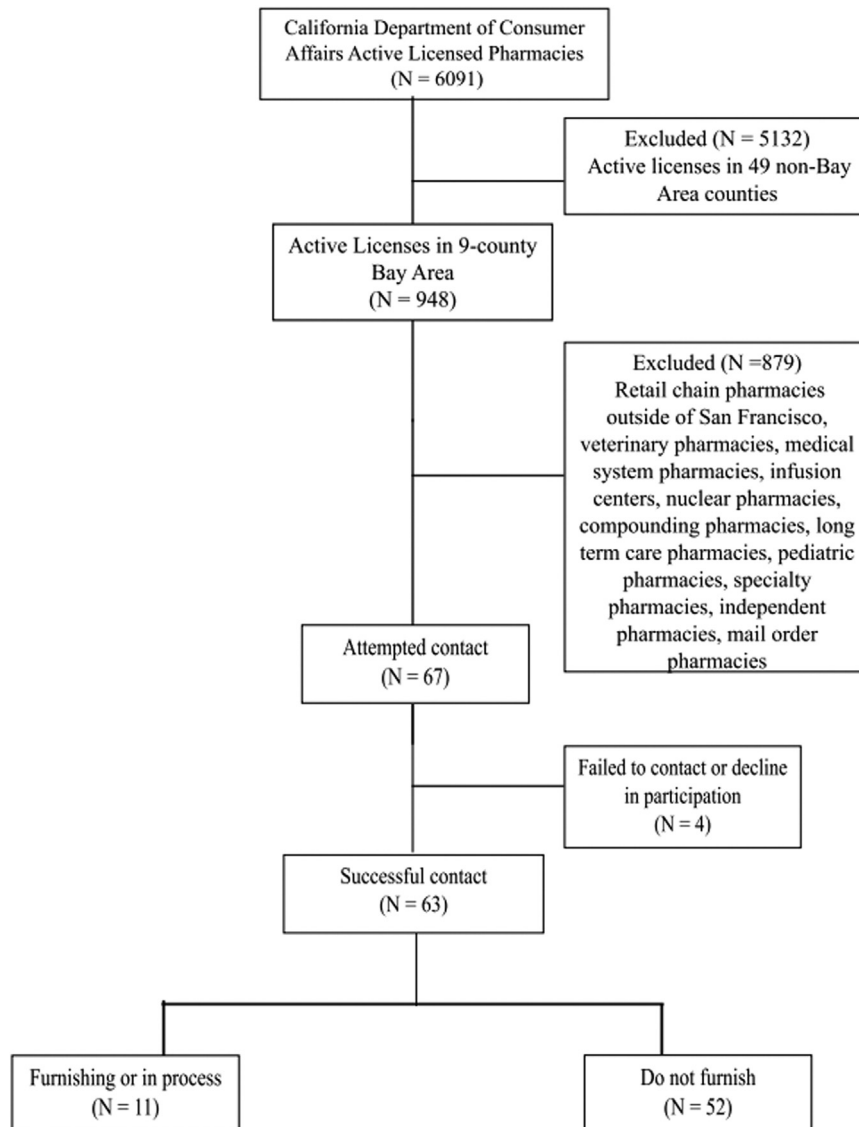 California Department of Consumer
Affairs Active Licensed Pharmacies
(N = 6091)
Excluded (N = 5132)
Active licenses in 49 non-Bay
Area counties
Active Licenses in 9-county
Bay Area
(N = 948)
Excluded (N =879)
Retail chain pharmacies
outside of San Francisco,
veterinary pharmacies, medical
system pharmacies, infusion
centers, nuclear pharmacies,
compounding pharmacies, long
term care pharmacies, pediatric
pharmacies, specialty
pharmacies, independent
pharmacies, mail order
pharmacies
Attempted contact
(N = 67)
Failed to contact or decline
in participation
(N = 4)
Successful contact
(N = 63)
Furnishing or in process
(N = 11)
Do not furnish
(N = 52)